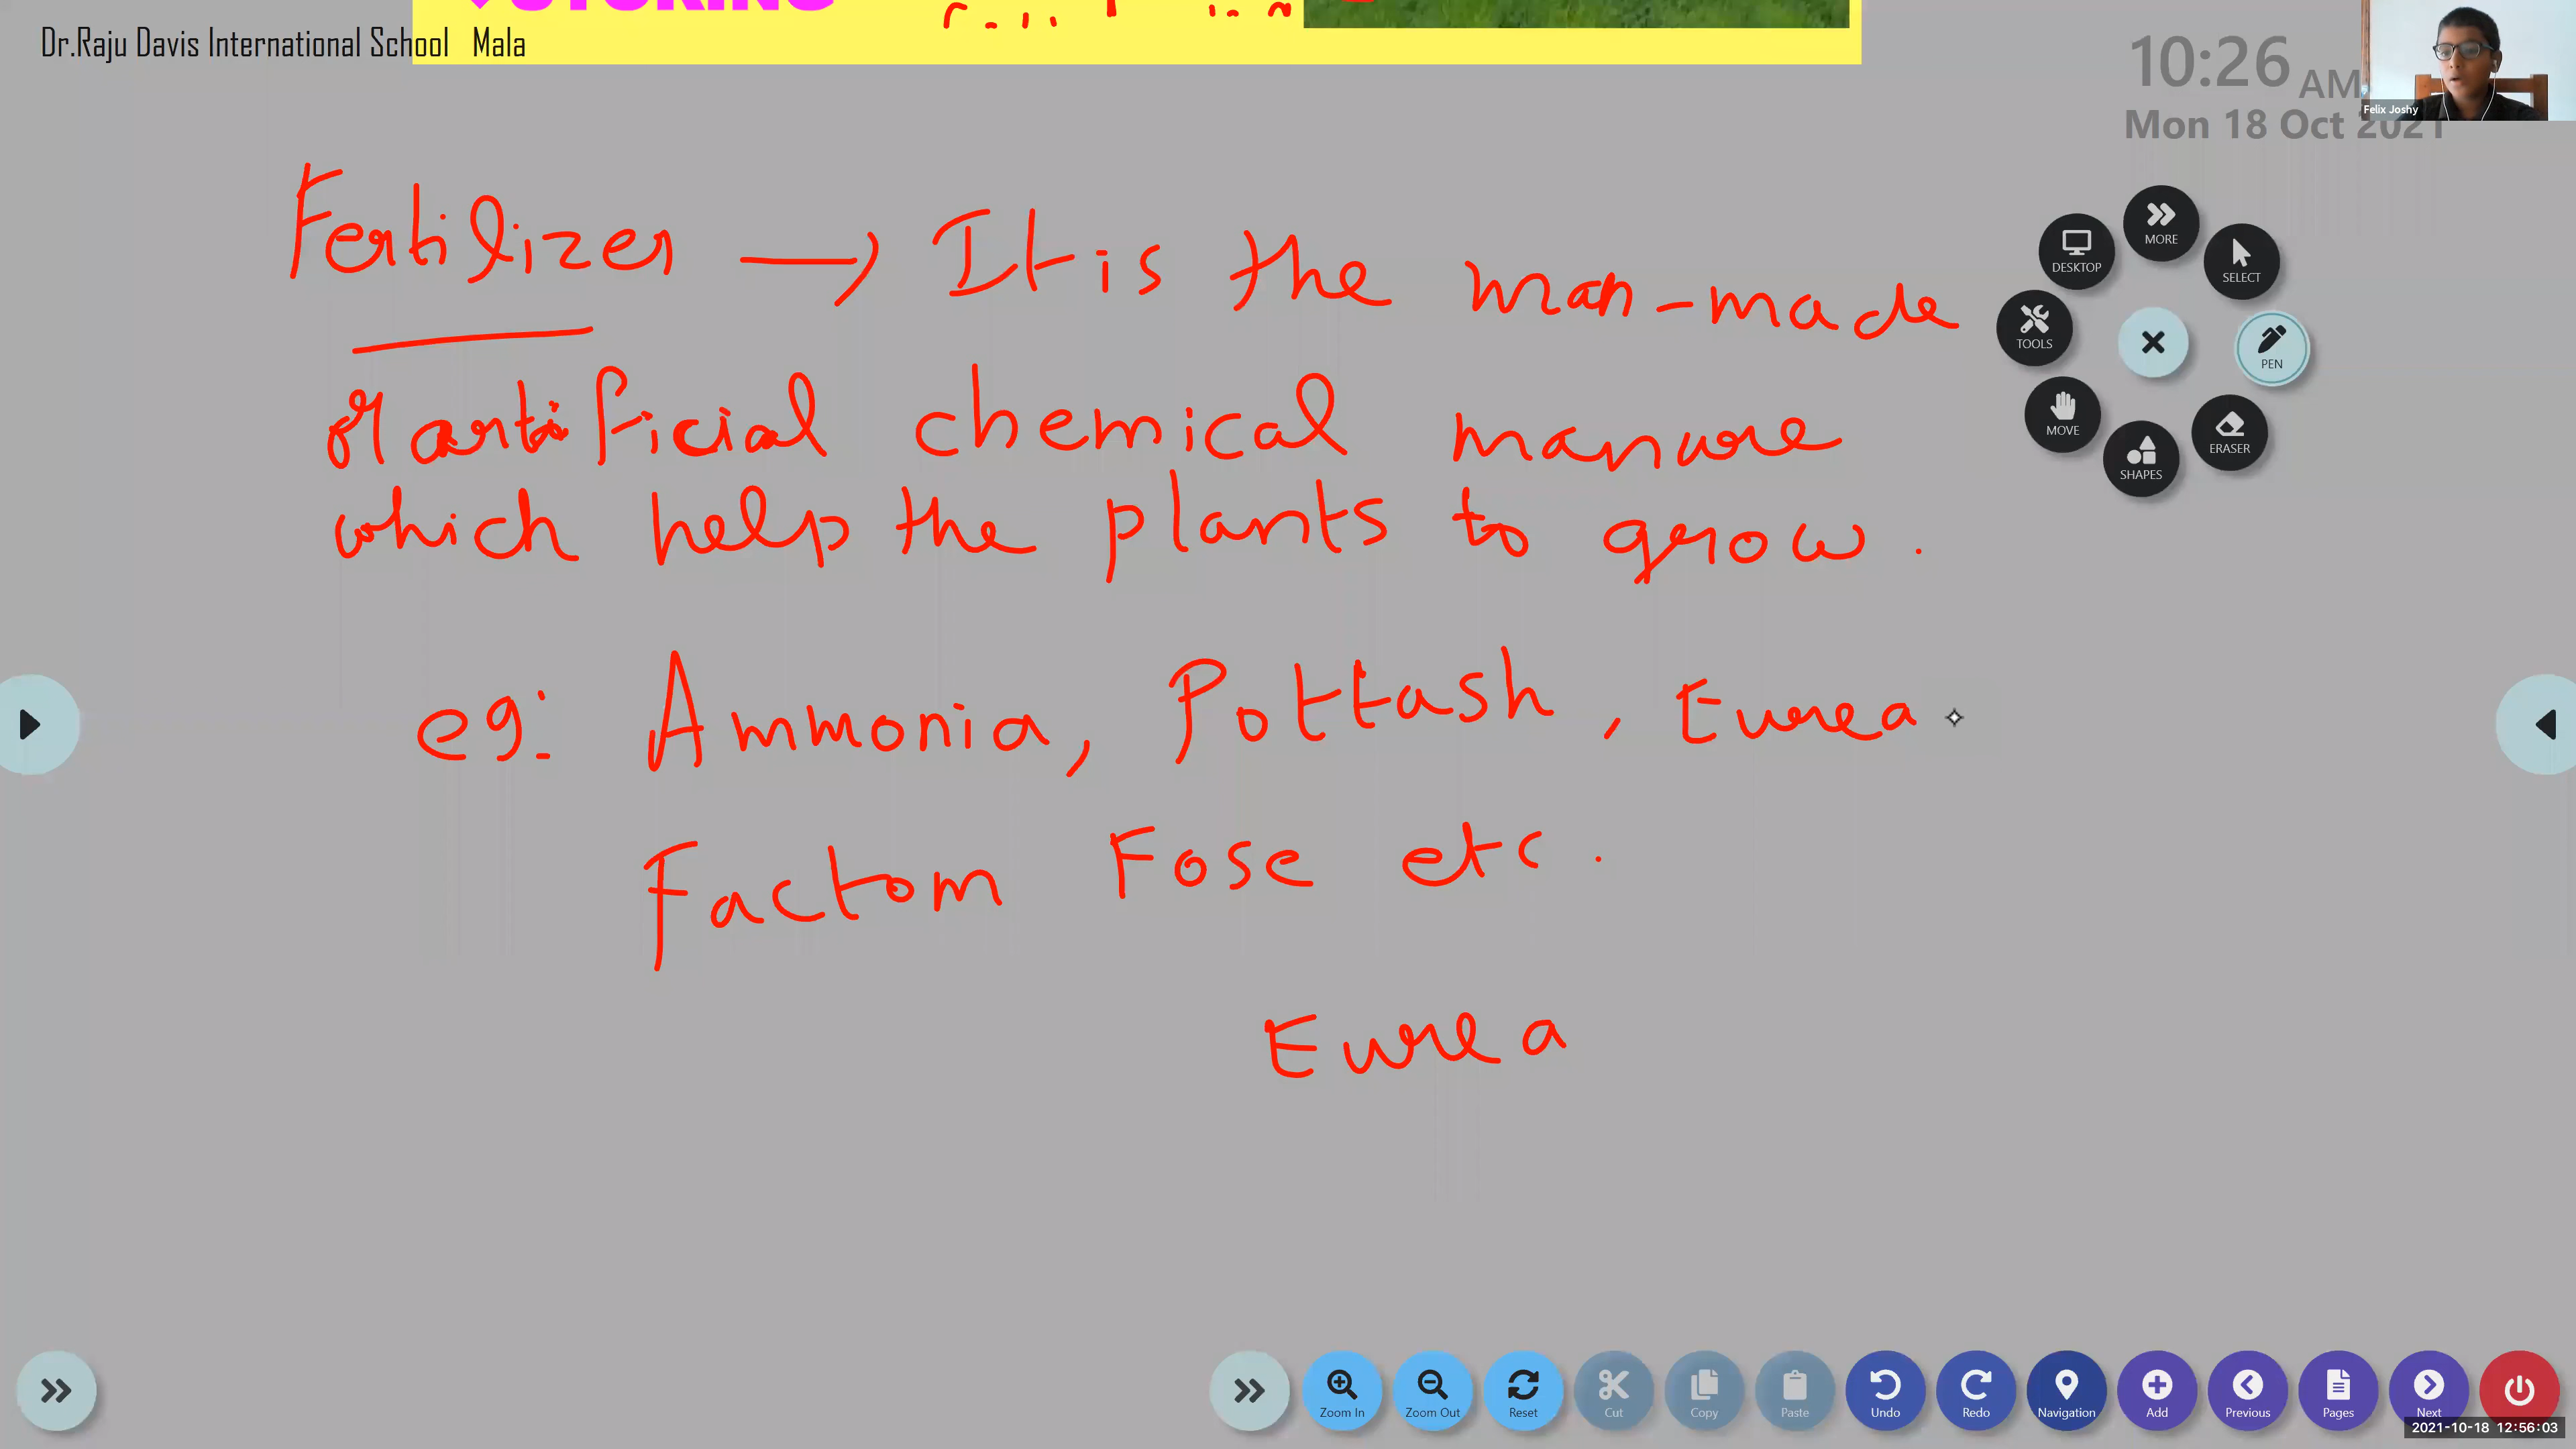 TUTORING
Dr.Raju Davis International School Mala
10:26 AM
Mon 18 Oct 2021
Felix Joshy
Fertilizer → It is the man-made
or artificial chemical manure
which help the plants to grow.
eg: Ammonia, Pottash, Eurea
Factom Fose etc.
Eurea
MORE
DESKTOP
SELECT
TOOLS
PEN
MOVE
ERASER
SHAPES
Zoom In Zoom Out Reset Cut Copy Paste Undo Redo Navigation Add Previous Pages Next
2021-10-18 12:56:03